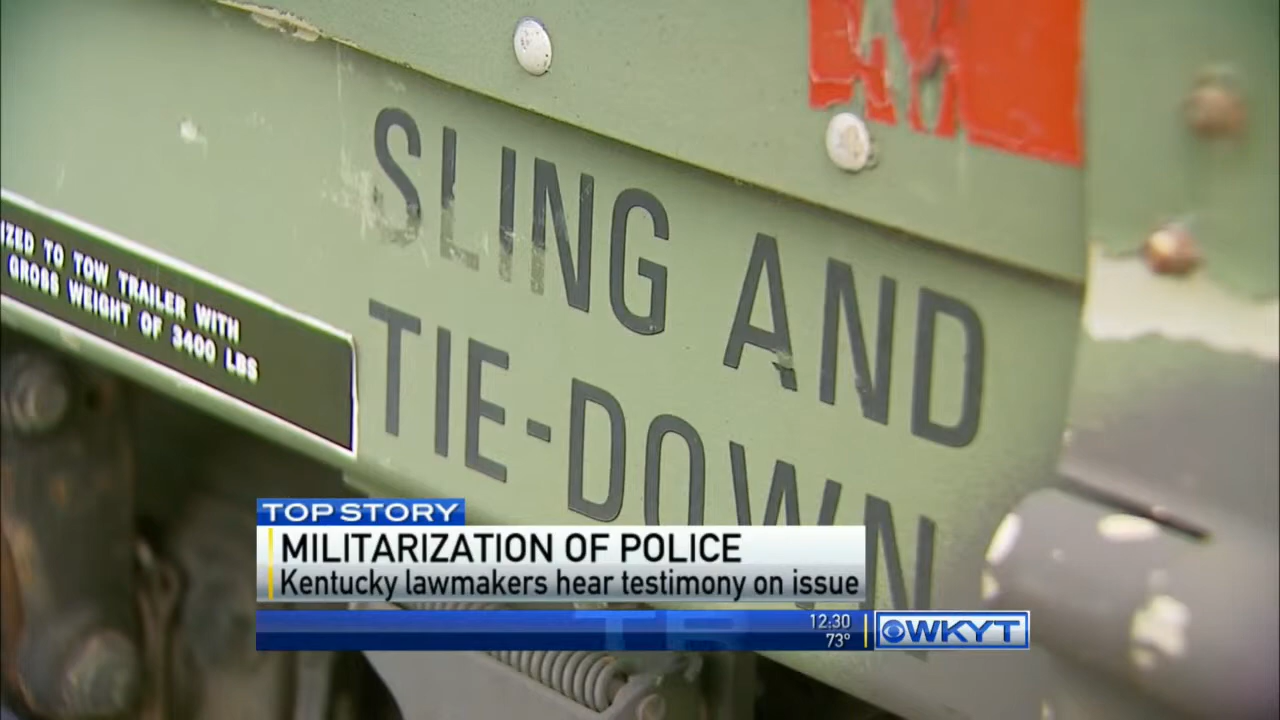 SLING AND
TIE-DOWN
IZED TO TOW TRAILER WITH
GROSS WEIGHT OF 3400 LBS
TOP STORY
MILITARIZATION OF POLICE
Kentucky lawmakers hear testimony on issue
12:30
73°
WKYT